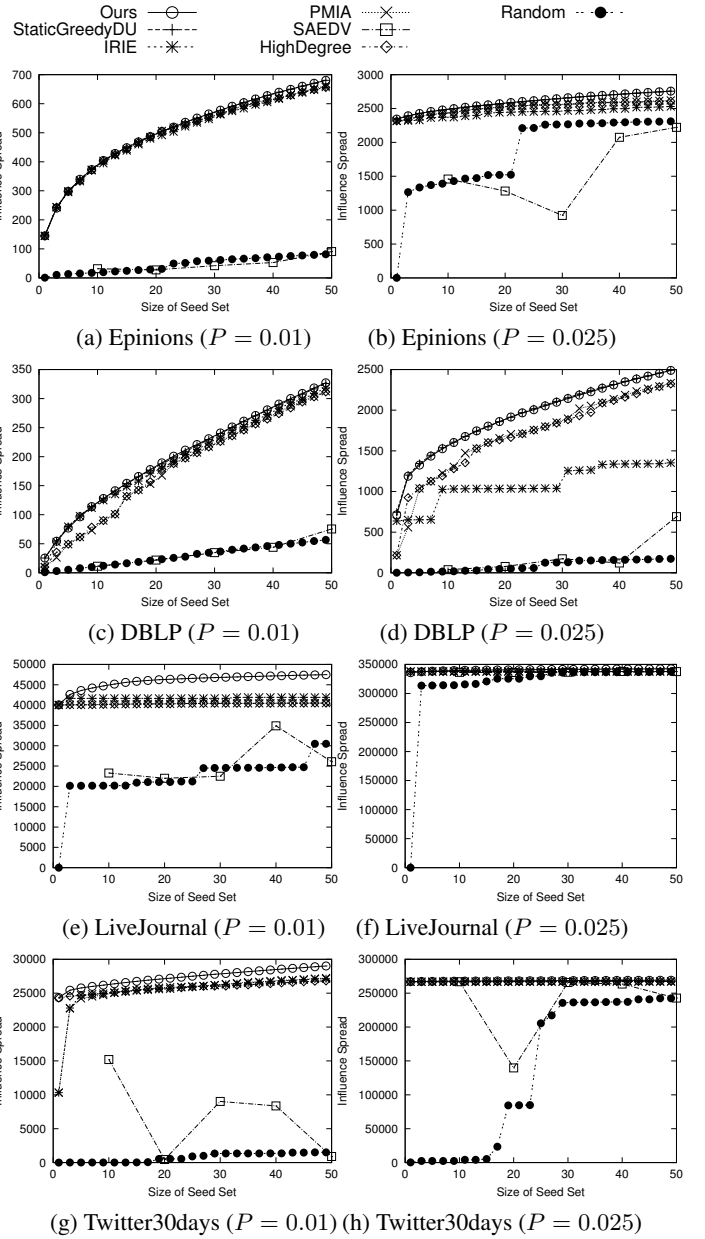 Ours PMIA Random
StaticGreedyDU SAEDV
IRIE HighDegree
700
600
500
400
300
200
100
0
0 10 20 30 40 50
Size of Seed Set
Influence Spread
3000
2500
2000
1500
1000
500
0
0 10 20 30 40 50
Size of Seed Set
(a) Epinions (P = 0.01) (b) Epinions (P = 0.025)
350
300
250
200
150
100
50
0
0 10 20 30 40 50
Size of Seed Set
Influence Spread
2500
2000
1500
1000
500
0
0 10 20 30 40 50
Size of Seed Set
(c) DBLP (P = 0.01) (d) DBLP (P = 0.025)
50000
45000
40000
35000
30000
25000
20000
15000
10000
5000
0
0 10 20 30 40 50
Size of Seed Set
Influence Spread
350000
300000
250000
200000
150000
100000
50000
0
0 10 20 30 40 50
Size of Seed Set
(e) LiveJournal (P = 0.01) (f) LiveJournal (P = 0.025)
30000
25000
20000
15000
10000
5000
0
0 10 20 30 40 50
Size of Seed Set
Influence Spread
300000
250000
200000
150000
100000
50000
0
0 10 20 30 40 50
Size of Seed Set
(g) Twitter30days (P = 0.01) (h) Twitter30days (P = 0.025)